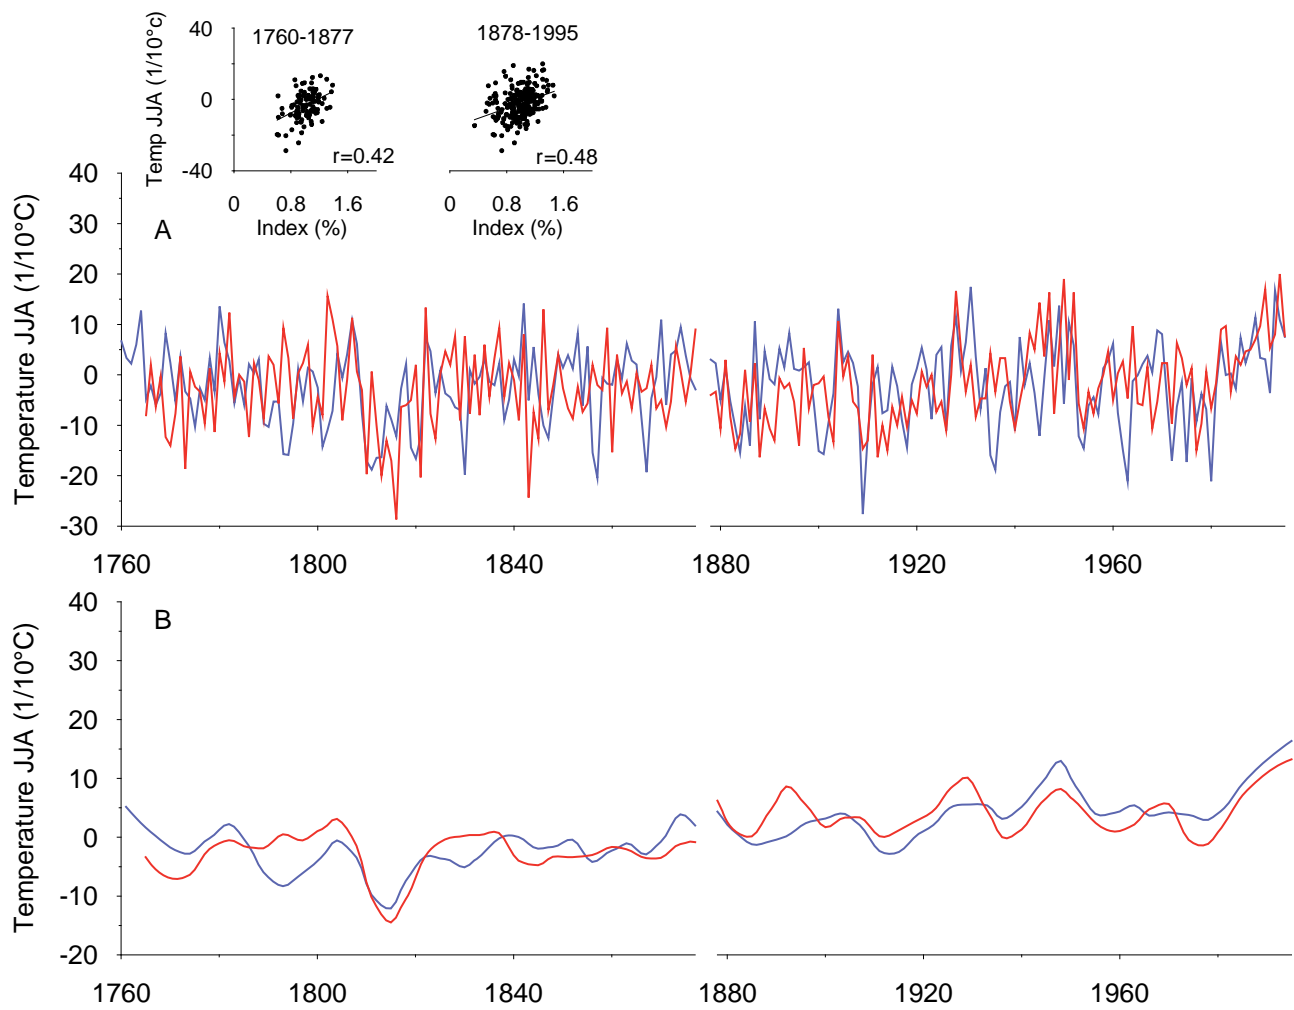 40
0
-40
Temp JJA (1/10°c)
1760-1877
r=0.42
0 0.8 1.6
Index (%)
1878-1995
r=0.48
0 0.8 1.6
Index (%)
A
Temperature JJA (1/10°C)
40
30
20
10
0
-10
-20
-30
1760 1800 1840 1880 1920 1960
B
Temperature JJA (1/10°C)
40
30
20
10
0
-10
-20
1760 1800 1840 1880 1920 1960